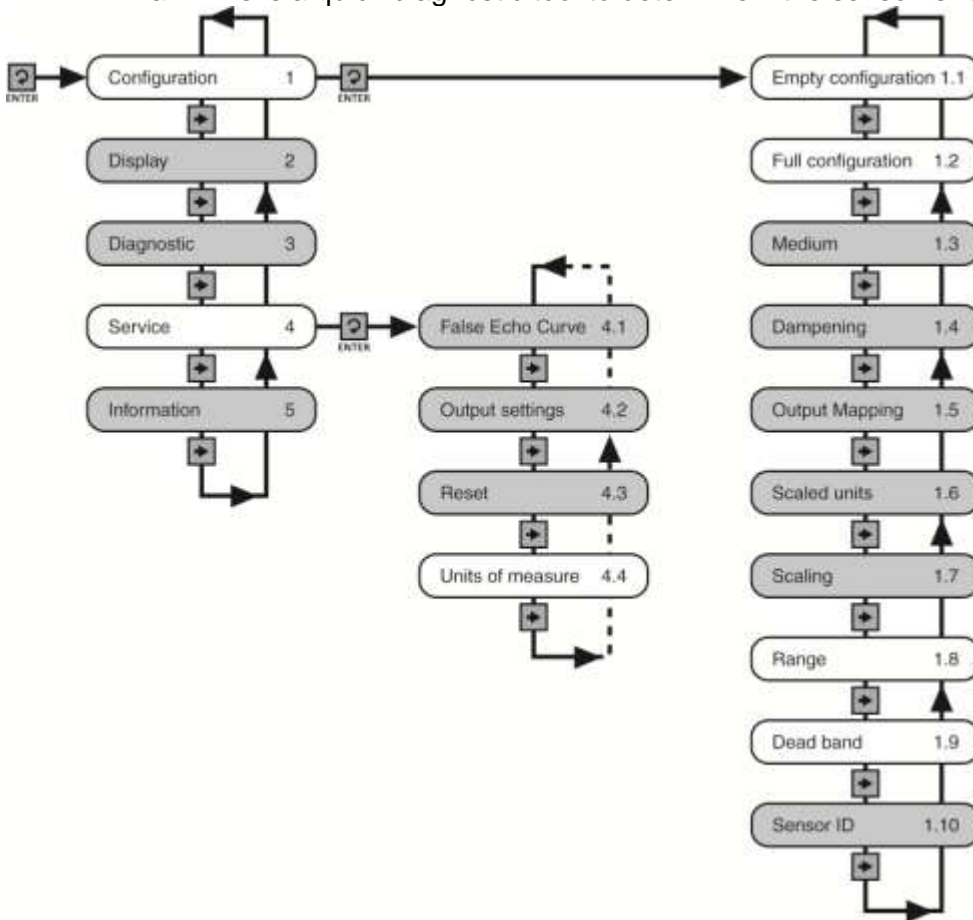 ENTER
Configuration 1
ENTER
Display 2
Diagnostic 3
Service 4
ENTER
Information 5
False Echo Curve 4.1
Output settings 4.2
Reset 4.3
Units of measure 4.4
Empty configuration 1.1
Full configuration 1.2
Medium 1.3
Dampening 1.4
Output Mapping 1.5
Scaled units 1.6
Scaling 1.7
Range 1.8
Dead band 1.9
Sensor ID 1.10